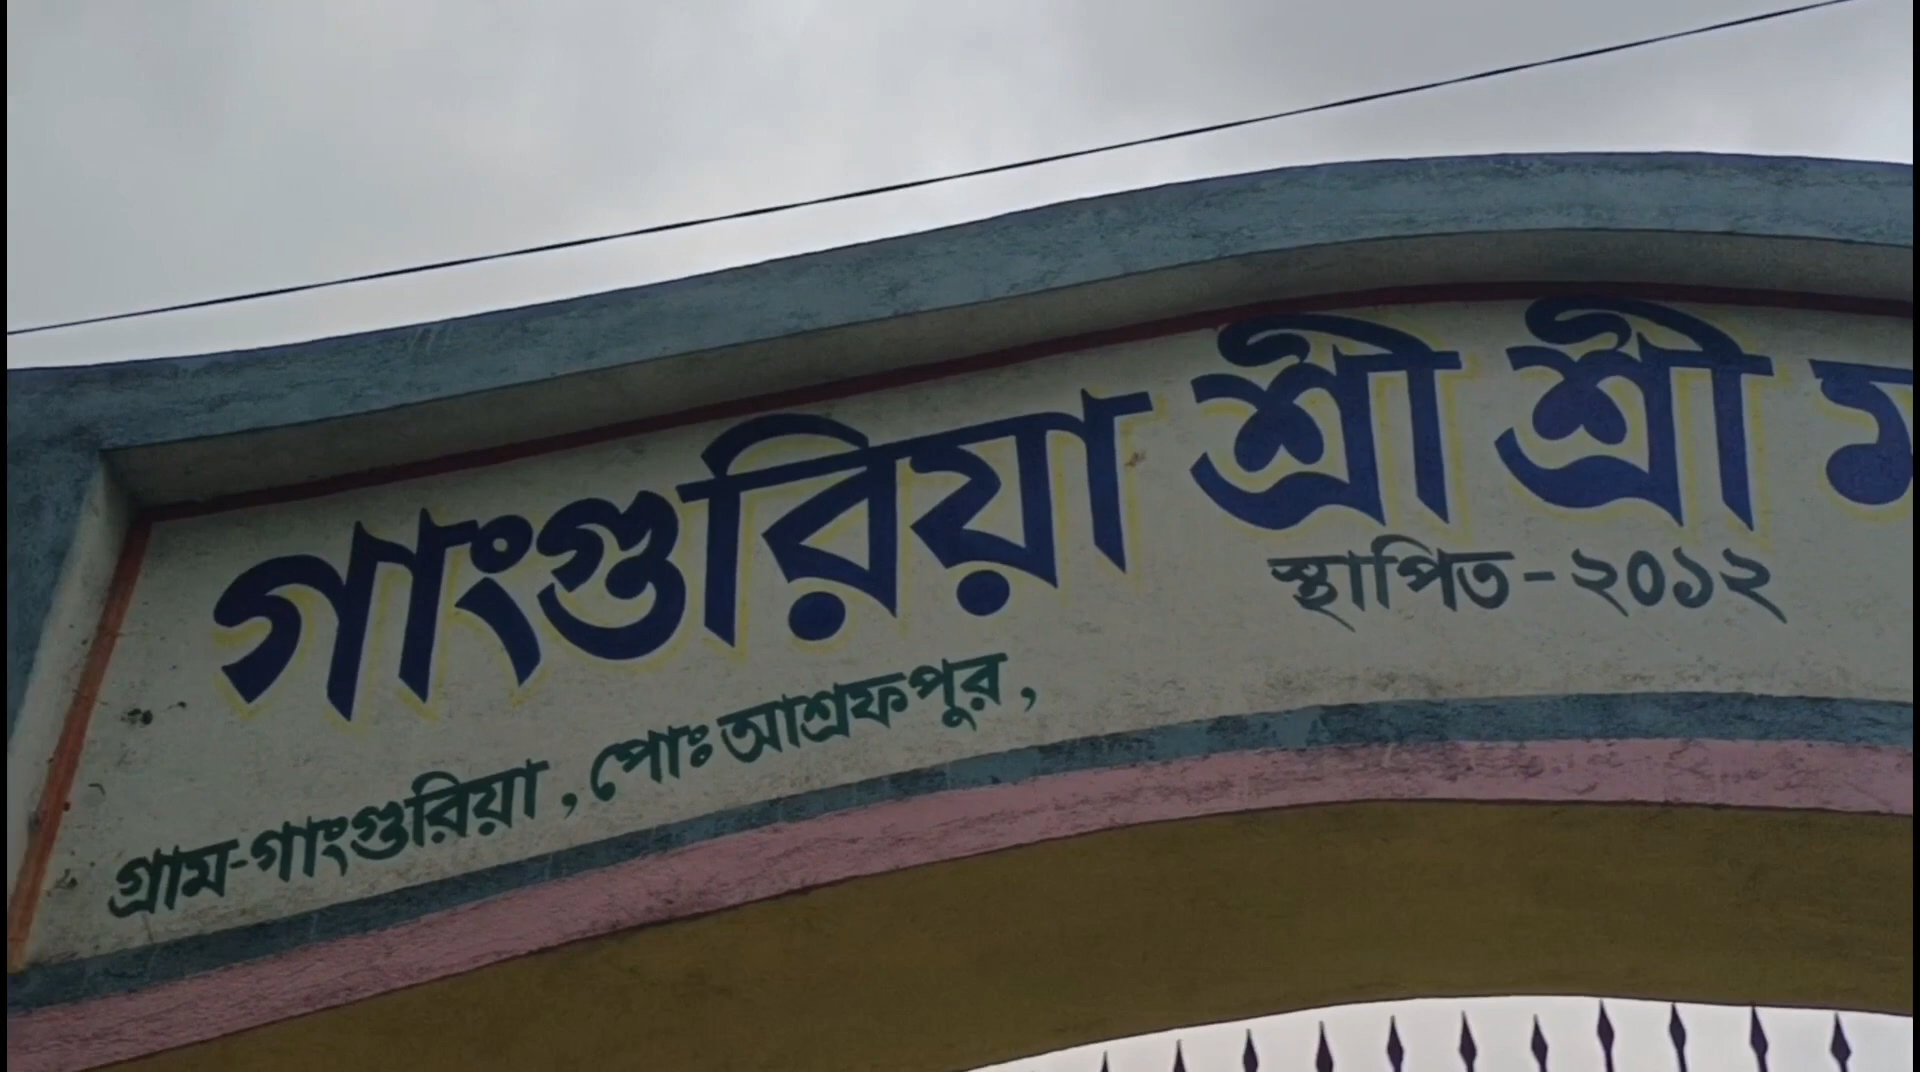 গাংগুরিয়া শ্রী শ্রী ম
স্থাপিত-২০১২
গ্রাম-গাংগুরিয়া, পোঃ আশ্রফপুর,